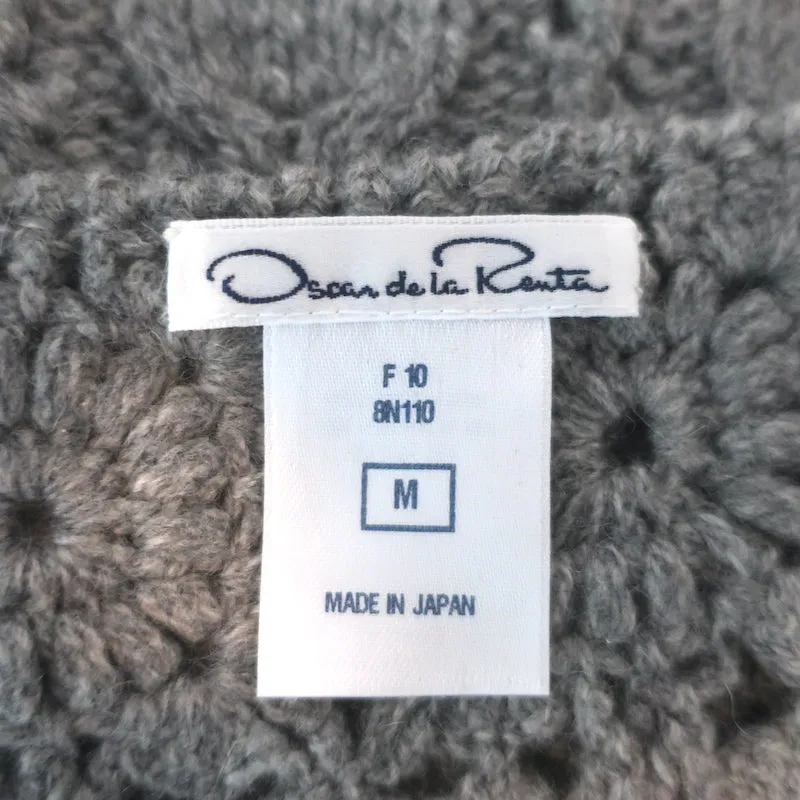 Oscar de la Renta
F 10
8N110
M
MADE IN JAPAN